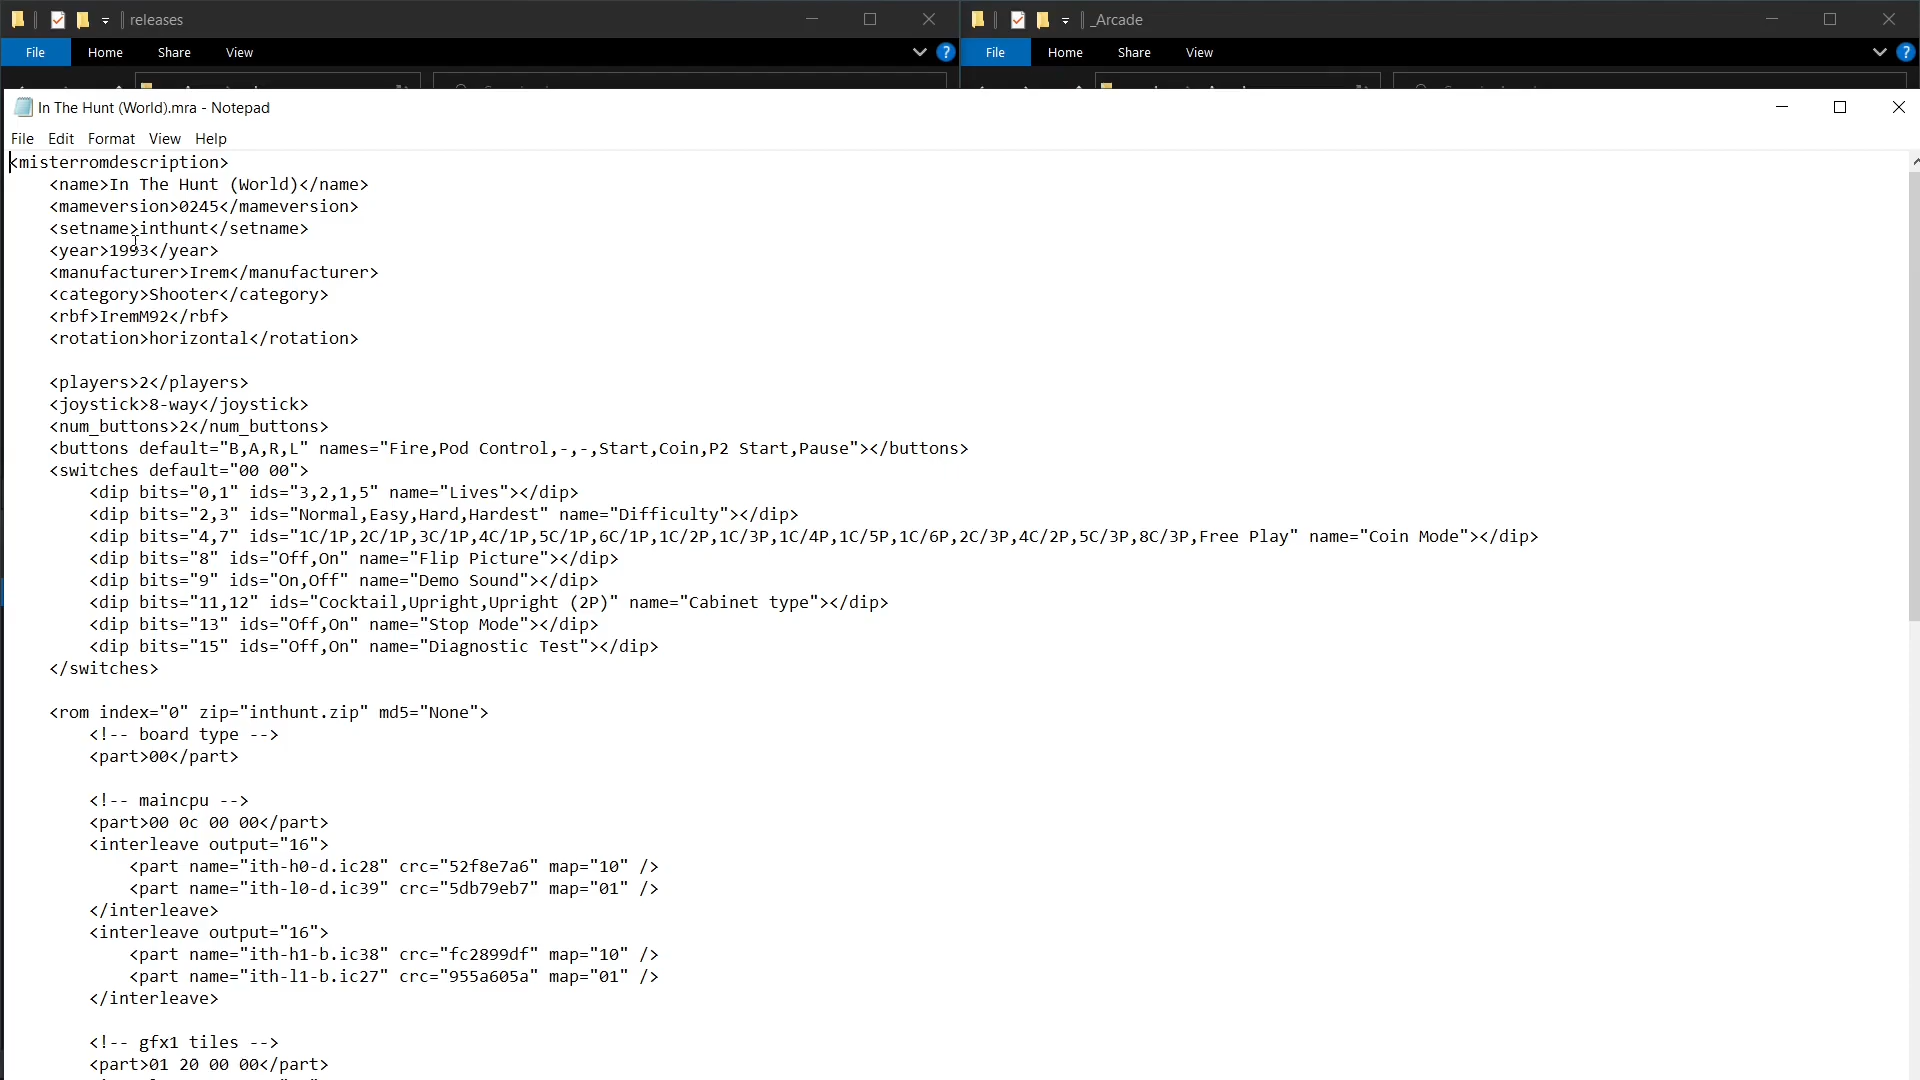 releases
_Arcade
File Home Share View
File Home Share View
In The Hunt (World).mra - Notepad
File Edit Format View Help
<misterromdescription>
    <name>In The Hunt (World)</name>
    <mameversion>0245</mameversion>
    <setname>inthunt</setname>
    <year>1993</year>
    <manufacturer>Irem</manufacturer>
    <category>Shooter</category>
    <rbf>IremM92</rbf>
    <rotation>horizontal</rotation>
    <players>2</players>
    <joystick>8-way</joystick>
    <num_buttons>2</num_buttons>
    <buttons default="B,A,R,L" names="Fire,Pod Control,-,-,Start,Coin,P2 Start,Pause"></buttons>
    <switches default="00 00">
        <dip bits="0,1" ids="3,2,1,5" name="Lives"></dip>
        <dip bits="2,3" ids="Normal,Easy,Hard,Hardest" name="Difficulty"></dip>
        <dip bits="4,7" ids="1C/1P,2C/1P,3C/1P,4C/1P,5C/1P,6C/1P,1C/2P,1C/3P,1C/4P,1C/5P,1C/6P,2C/3P,4C/2P,5C/3P,8C/3P,Free Play" name="Coin Mode"></dip>
        <dip bits="8" ids="Off,On" name="Flip Picture"></dip>
        <dip bits="9" ids="On,Off" name="Demo Sound"></dip>
        <dip bits="11,12" ids="Cocktail,Upright,Upright (2P)" name="Cabinet type"></dip>
        <dip bits="13" ids="Off,On" name="Stop Mode"></dip>
        <dip bits="15" ids="Off,On" name="Diagnostic Test"></dip>
    </switches>
    <rom index="0" zip="inthunt.zip" md5="None">
        <!-- board type -->
        <part>00</part>
        <!-- maincpu -->
        <part>00 0c 00 00</part>
        <interleave output="16">
            <part name="ith-h0-d.ic28" crc="52f8e7a6" map="10" />
            <part name="ith-l0-d.ic39" crc="5db79eb7" map="01" />
        </interleave>
        <interleave output="16">
            <part name="ith-h1-b.ic38" crc="fc2899df" map="10" />
            <part name="ith-l1-b.ic27" crc="955a605a" map="01" />
        </interleave>
        <!-- gfx1 tiles -->
        <part>01 20 00 00</part>